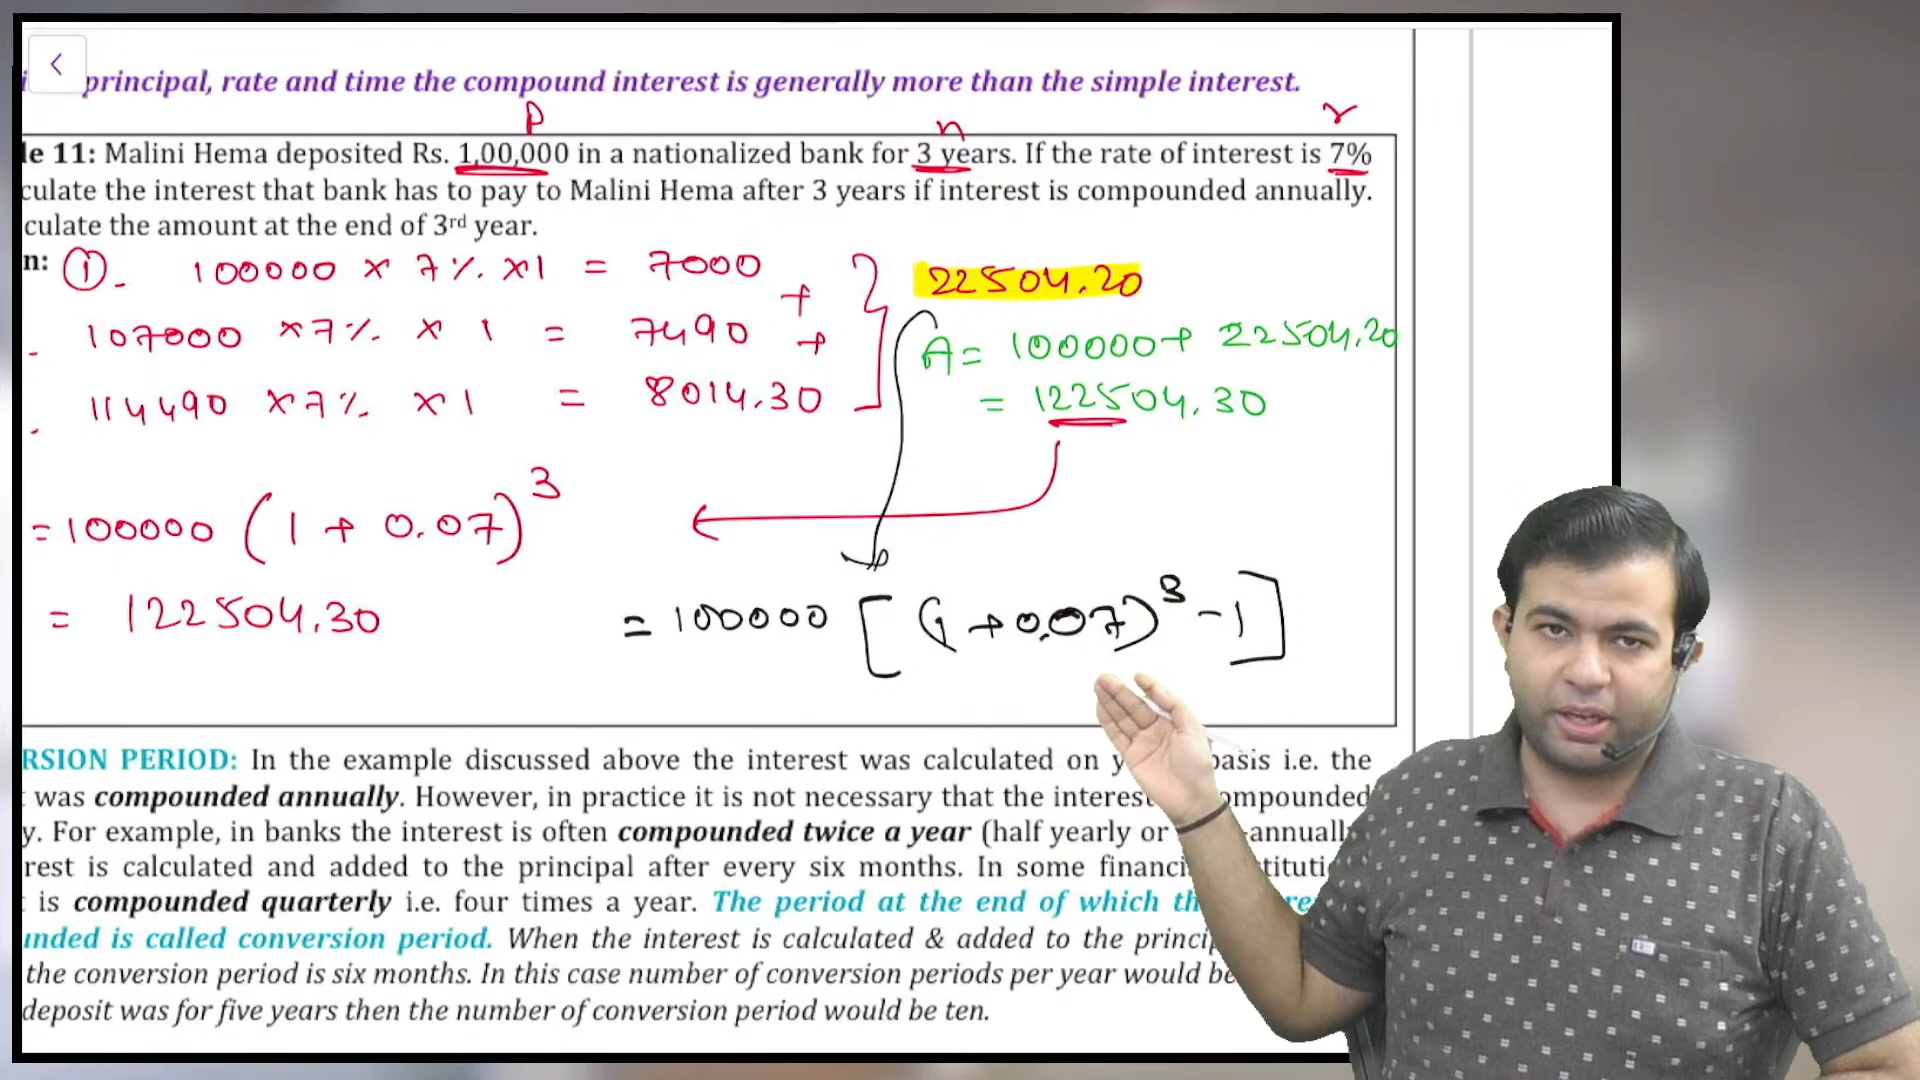 principal, rate and time the compound interest is generally more than the simple interest.
P n r
le 11: Malini Hema deposited Rs. 1,00,000 in a nationalized bank for 3 years. If the rate of interest is 7%
culate the interest that bank has to pay to Malini Hema after 3 years if interest is compounded annually.
culate the amount at the end of 3rd year.
n: ①. 100000 × 7%. ×1 = 7000
22504.20
107000 ×7%. × 1 = 7490
A= 100000+ 22504.20
114490 ×7%. ×1 = 8014.30
= 122504.30
=100000 (1 + 0.07)^3
= 122504.30
=100000 [(1+0.07)^3 -1]
RSION PERIOD: In the example discussed above the interest was calculated on y basis i.e. the
was compounded annually. However, in practice it is not necessary that the interes ompounded
y. For example, in banks the interest is often compounded twice a year (half yearly or annuall
rest is calculated and added to the principal after every six months. In some financi titutio
is compounded quarterly i.e. four times a year. The period at the end of which th re
unded is called conversion period. When the interest is calculated & added to the princip
the conversion period is six months. In this case number of conversion periods per year would be
deposit was for five years then the number of conversion period would be ten.